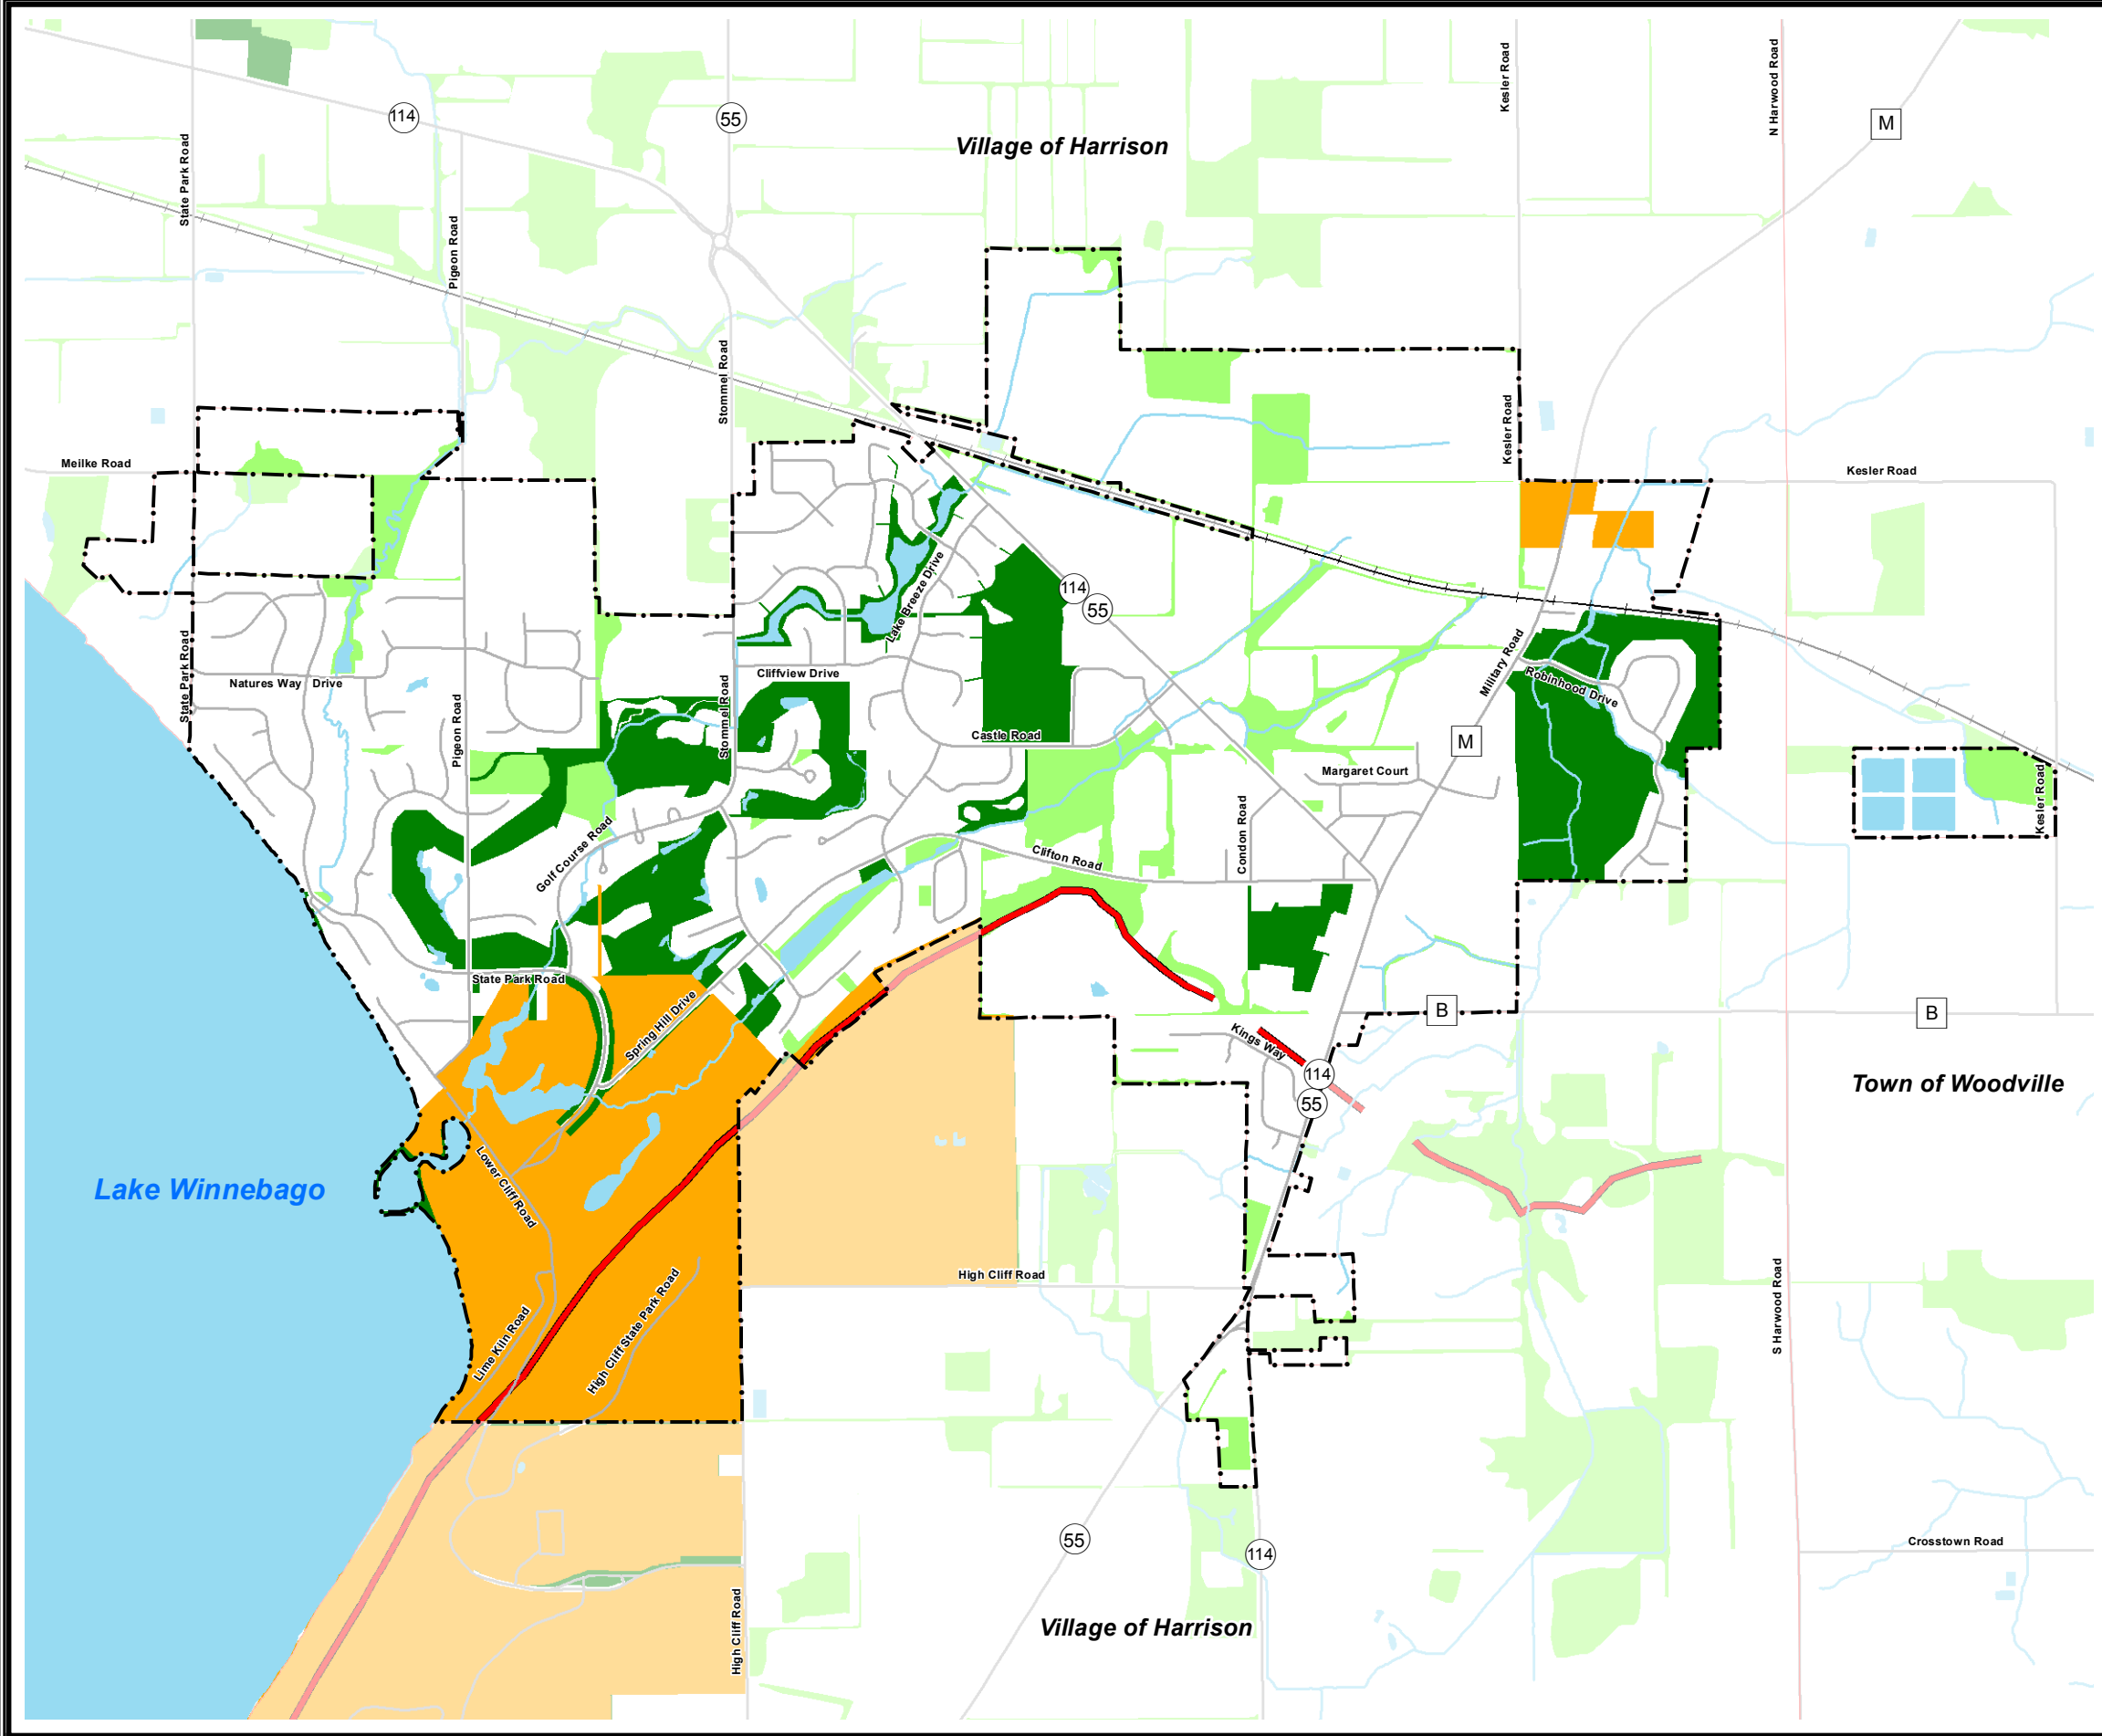 Kesler Road
N Harwood Road
114
55
M
Village of Harrison
State Park Road
Pigeon Road
Stommel Road
Kesler Road
Meilke Road
Kesler Road
Lake Breeze Drive
114
55
State Park Road
Natures Way Drive
Cliffview Drive
Military Road
Robinhood Drive
Pigeon Road
Stommel Road
Castle Road
M
Margaret Court
Kesler Road
Golf Course Road
Clifton Road
Condon Road
State Park Road
Spring Hill Drive
Kings Way
B
B
114
55
Town of Woodville
Lake Winnebago
Lower Cliff Road
High Cliff Road
S Harwood Road
Lime Kiln Road
High Cliff State Park Road
55
114
Crosstown Road
High Cliff Road
Village of Harrison